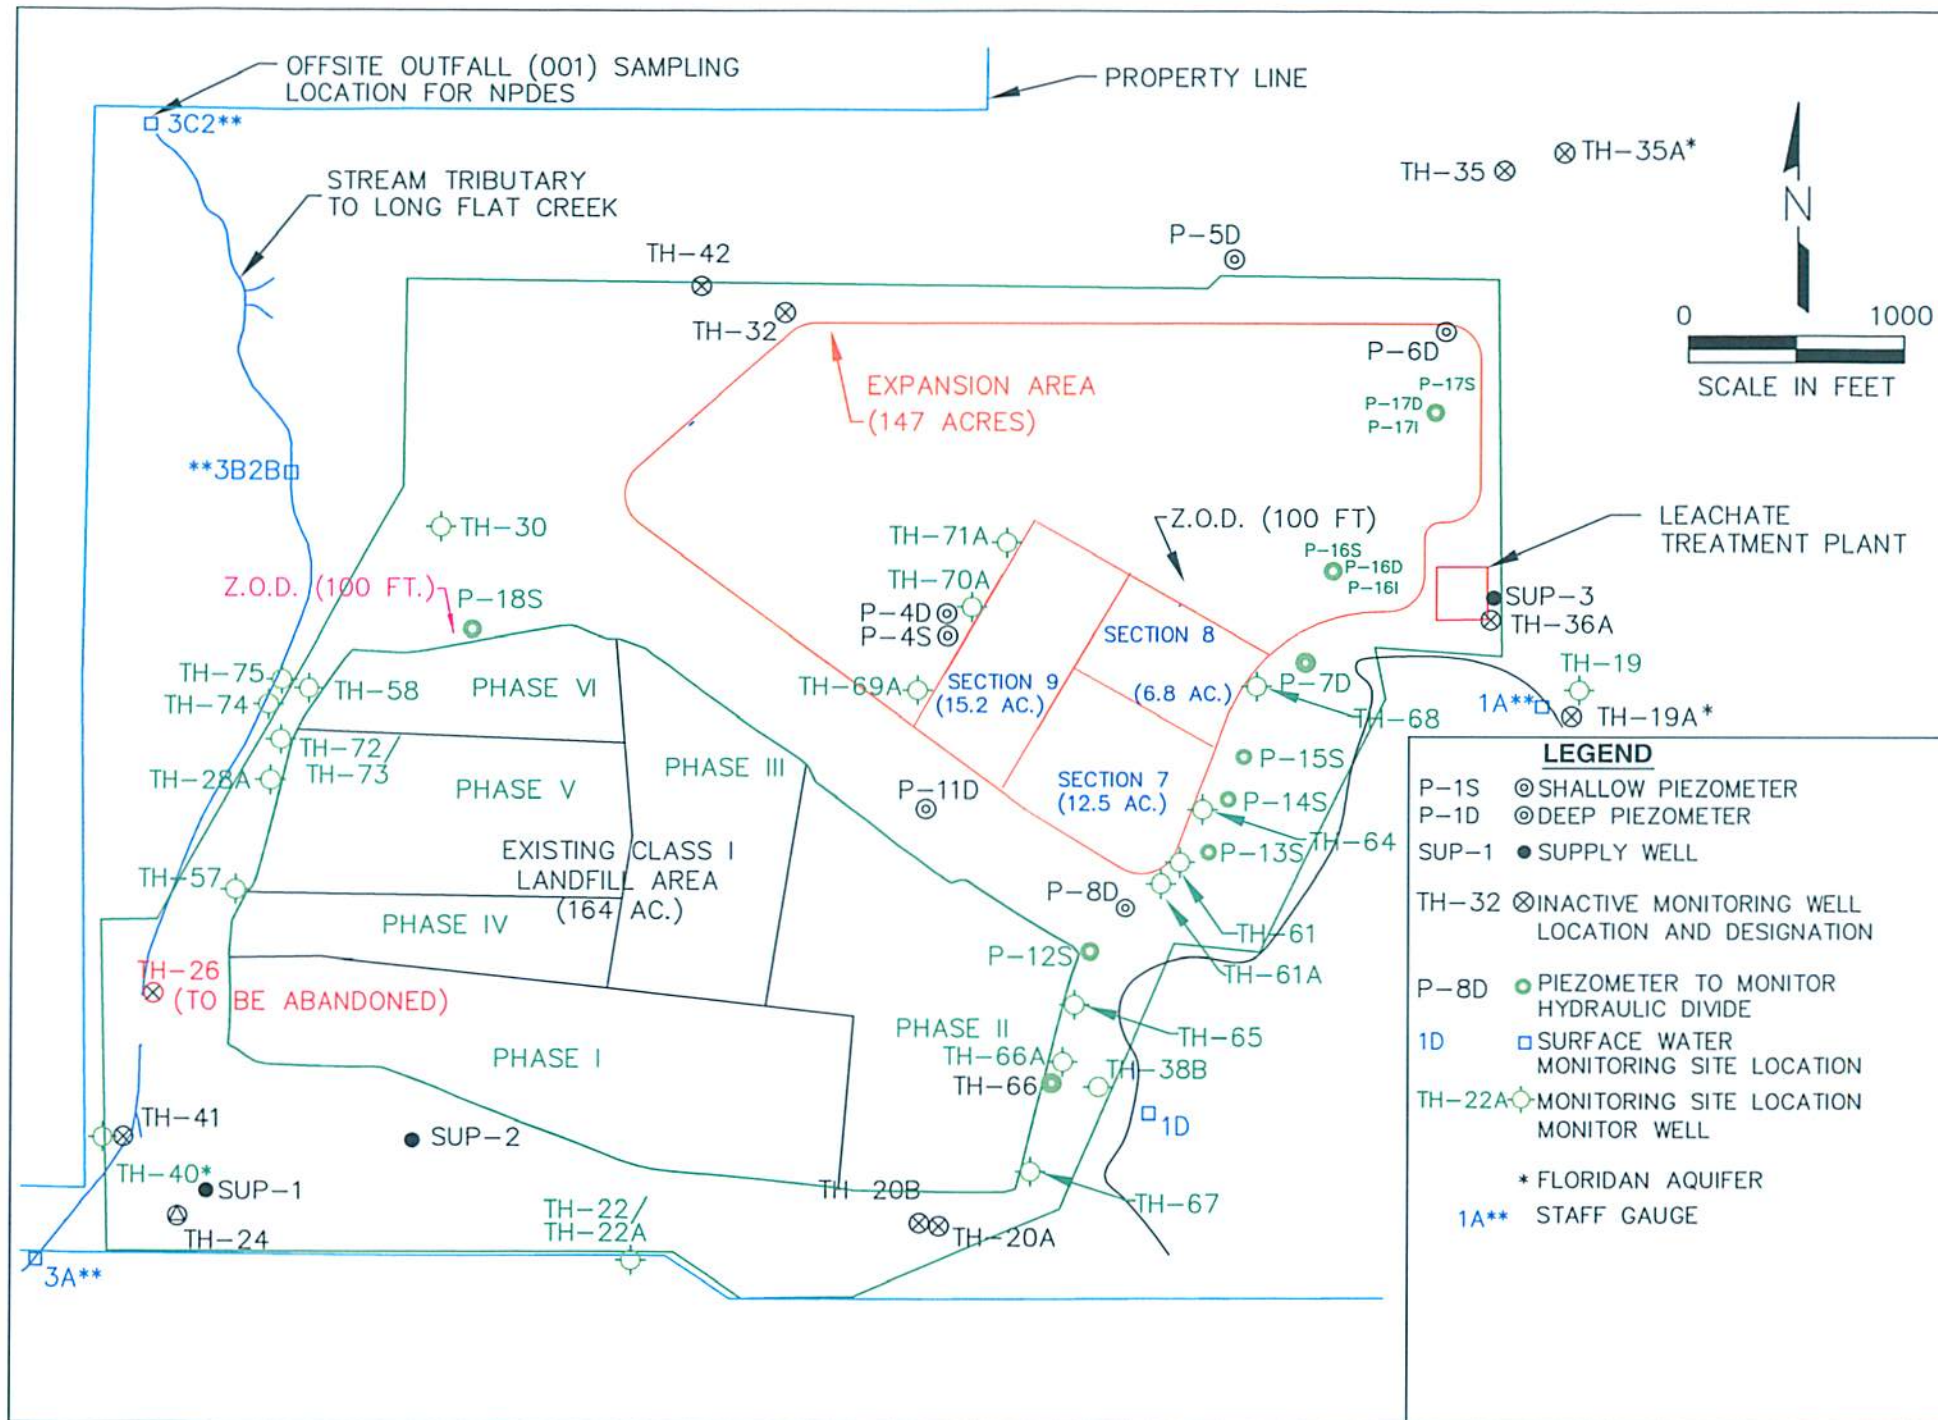 OFFSITE OUTFALL (001) SAMPLING
LOCATION FOR NPDES
PROPERTY LINE
3C2**
STREAM TRIBUTARY
TO LONG FLAT CREEK
TH-35
TH-35A*
N
P-5D
TH-42
TH-32
0 1000
SCALE IN FEET
P-6D
EXPANSION AREA
(147 ACRES)
P-17S
P-17D
P-17I
**3B2B
TH-30
TH-71A
Z.O.D. (100 FT)
LEACHATE
TREATMENT PLANT
P-16S
P-16D
P-16I
Z.O.D. (100 FT.)
P-18S
TH-70A
P-4D
P-4S
SUP-3
TH-36A
SECTION 8
(6.8 AC.)
TH-75
TH-74
TH-58
PHASE VI
TH-69A
SECTION 9
(15.2 AC.)
P-7D
TH-19
1A**
TH-19A*
TH-68
TH-72/
TH-73
TH-28A
PHASE V
PHASE III
P-11D
SECTION 7
(12.5 AC.)
P-15S
P-14S
TH-64
P-13S
EXISTING CLASS I
LANDFILL AREA
(164 AC.)
TH-57
PHASE IV
P-8D
TH-61
TH-61A
P-12S
TH-26
(TO BE ABANDONED)
PHASE I
PHASE II
TH-65
TH-66A
TH-66
TH-38B
1D
TH-41
TH-40*
SUP-2
SUP-1
TH-24
TH-22/
TH-22A
TH 20B
TH-20A
TH-67
3A**
LEGEND
P-1S SHALLOW PIEZOMETER
P-1D DEEP PIEZOMETER
SUP-1 SUPPLY WELL
TH-32 INACTIVE MONITORING WELL
LOCATION AND DESIGNATION
P-8D PIEZOMETER TO MONITOR
HYDRAULIC DIVIDE
1D SURFACE WATER
MONITORING SITE LOCATION
TH-22A MONITORING SITE LOCATION
MONITOR WELL
* FLORIDAN AQUIFER
1A** STAFF GAUGE